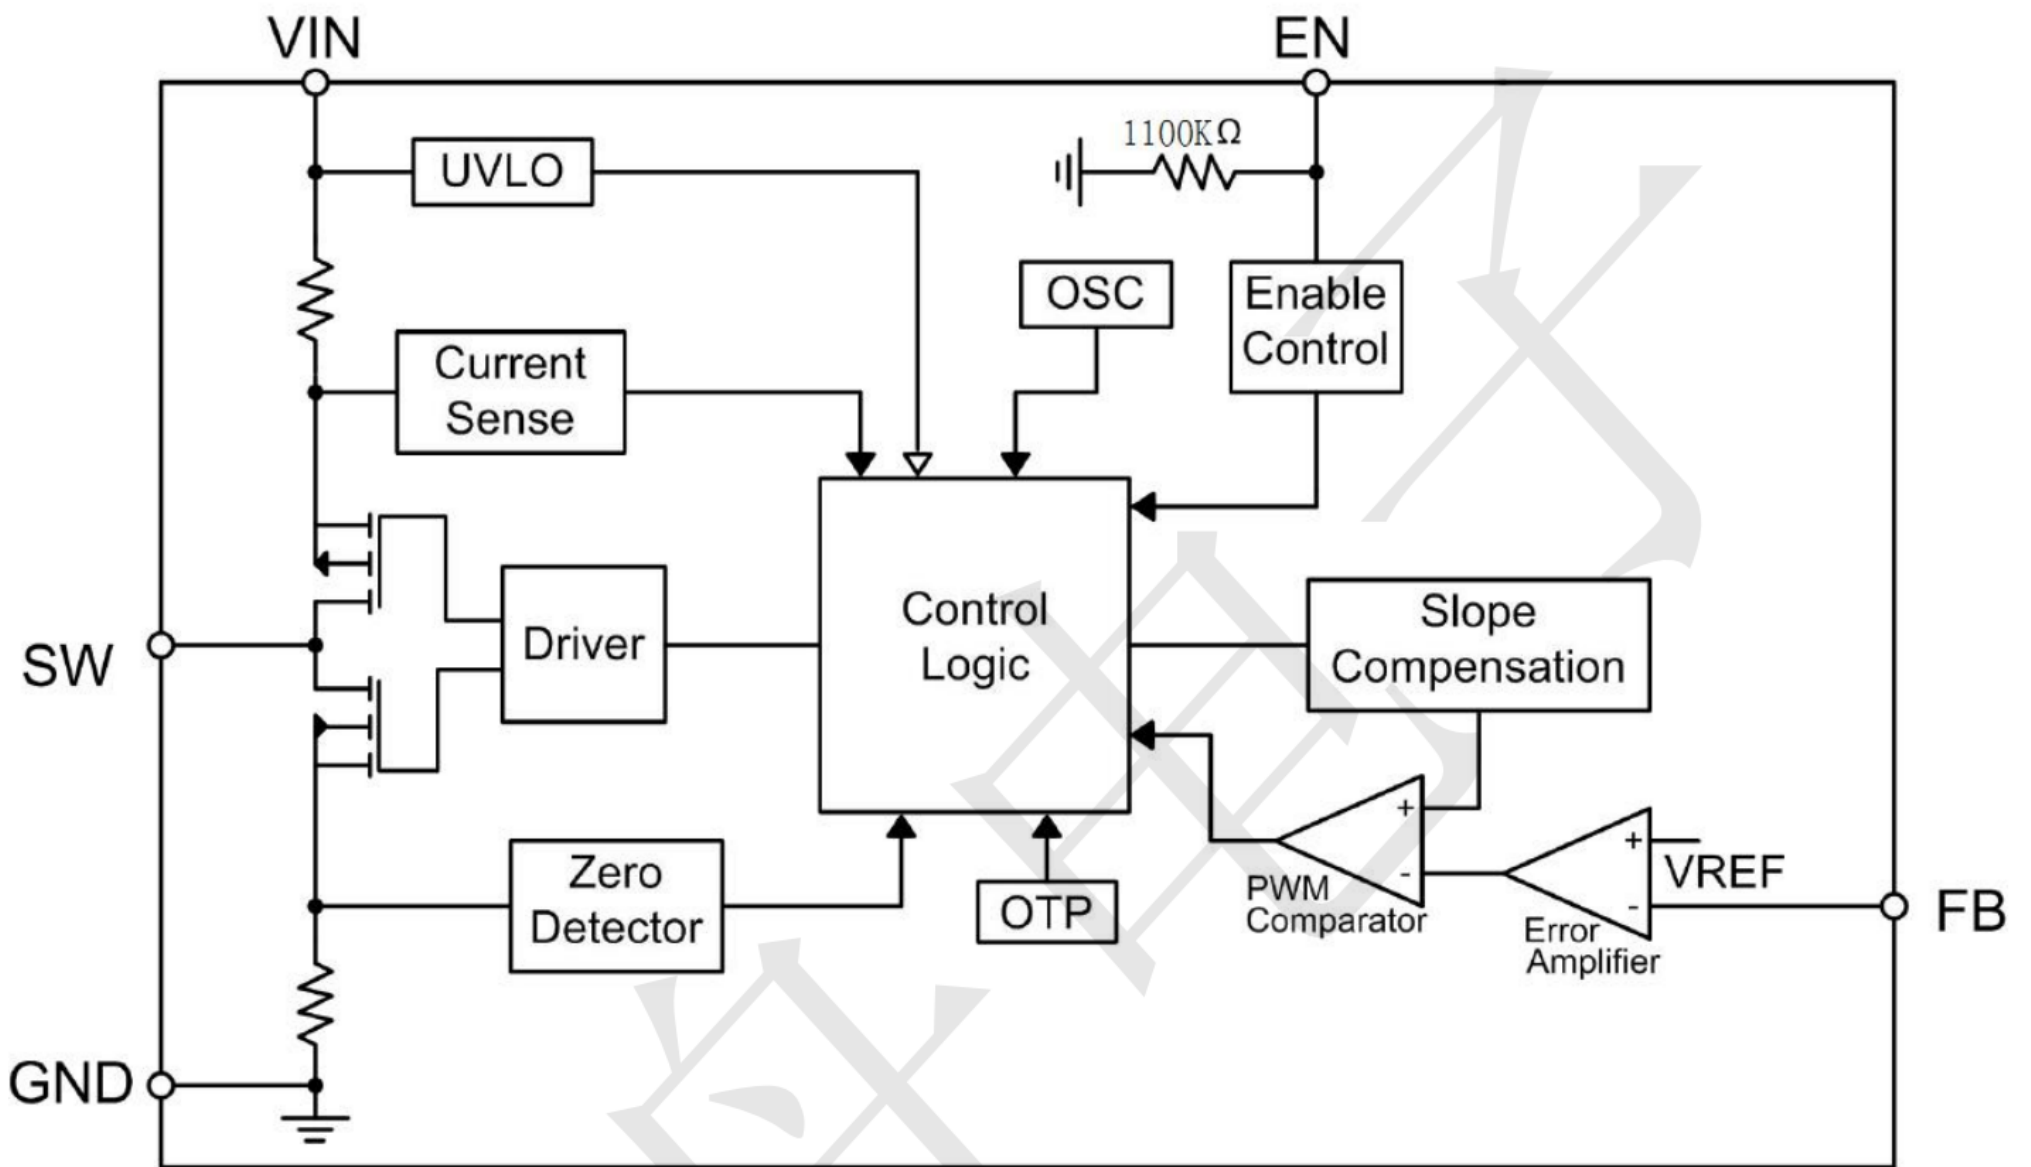 VIN
EN
1100KΩ
UVLO
OSC
Enable
Control
Current
Sense
Control
Logic
Slope
Compensation
Driver
SW
+
-
PWM
Comparator
+
VREF
-
Error
Amplifier
FB
Zero
Detector
OTP
GND